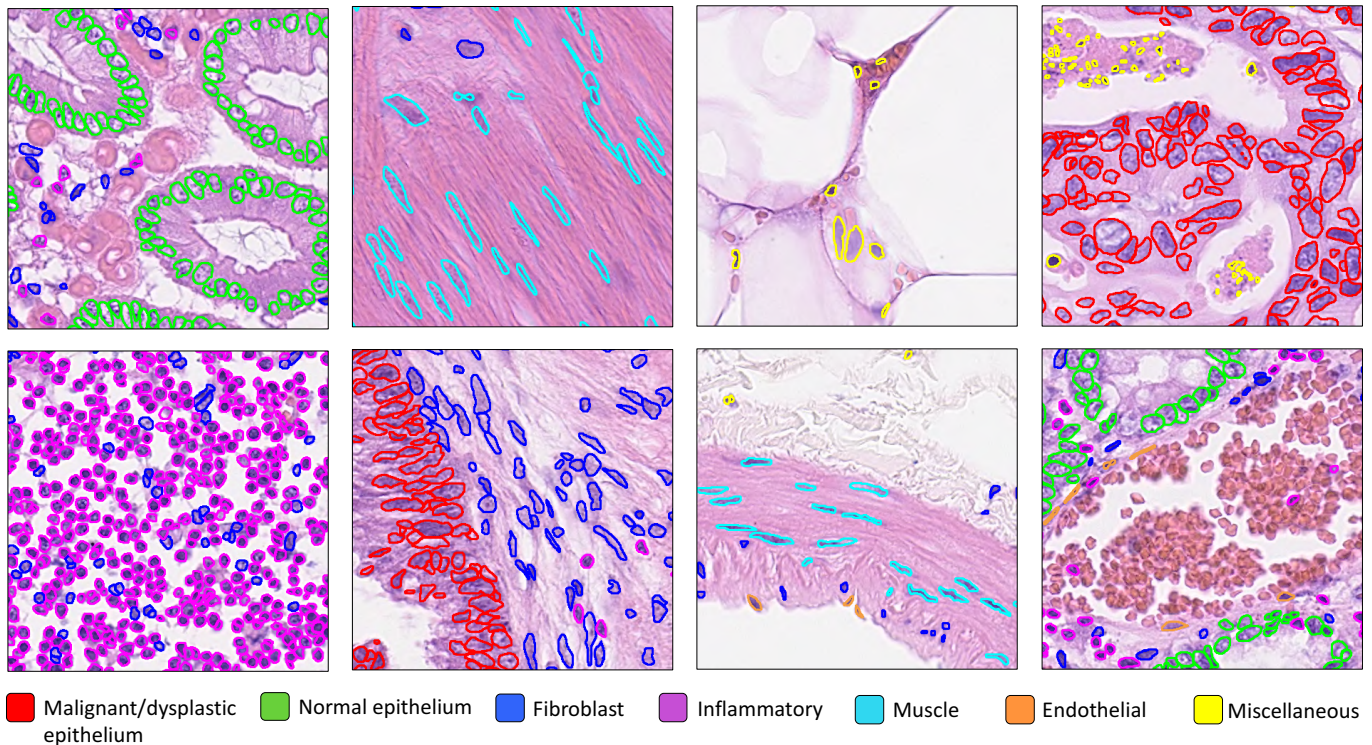 Malignant/dysplastic
epithelium
Normal epithelium
Fibroblast
Inflammatory
Muscle
Endothelial
Miscellaneous